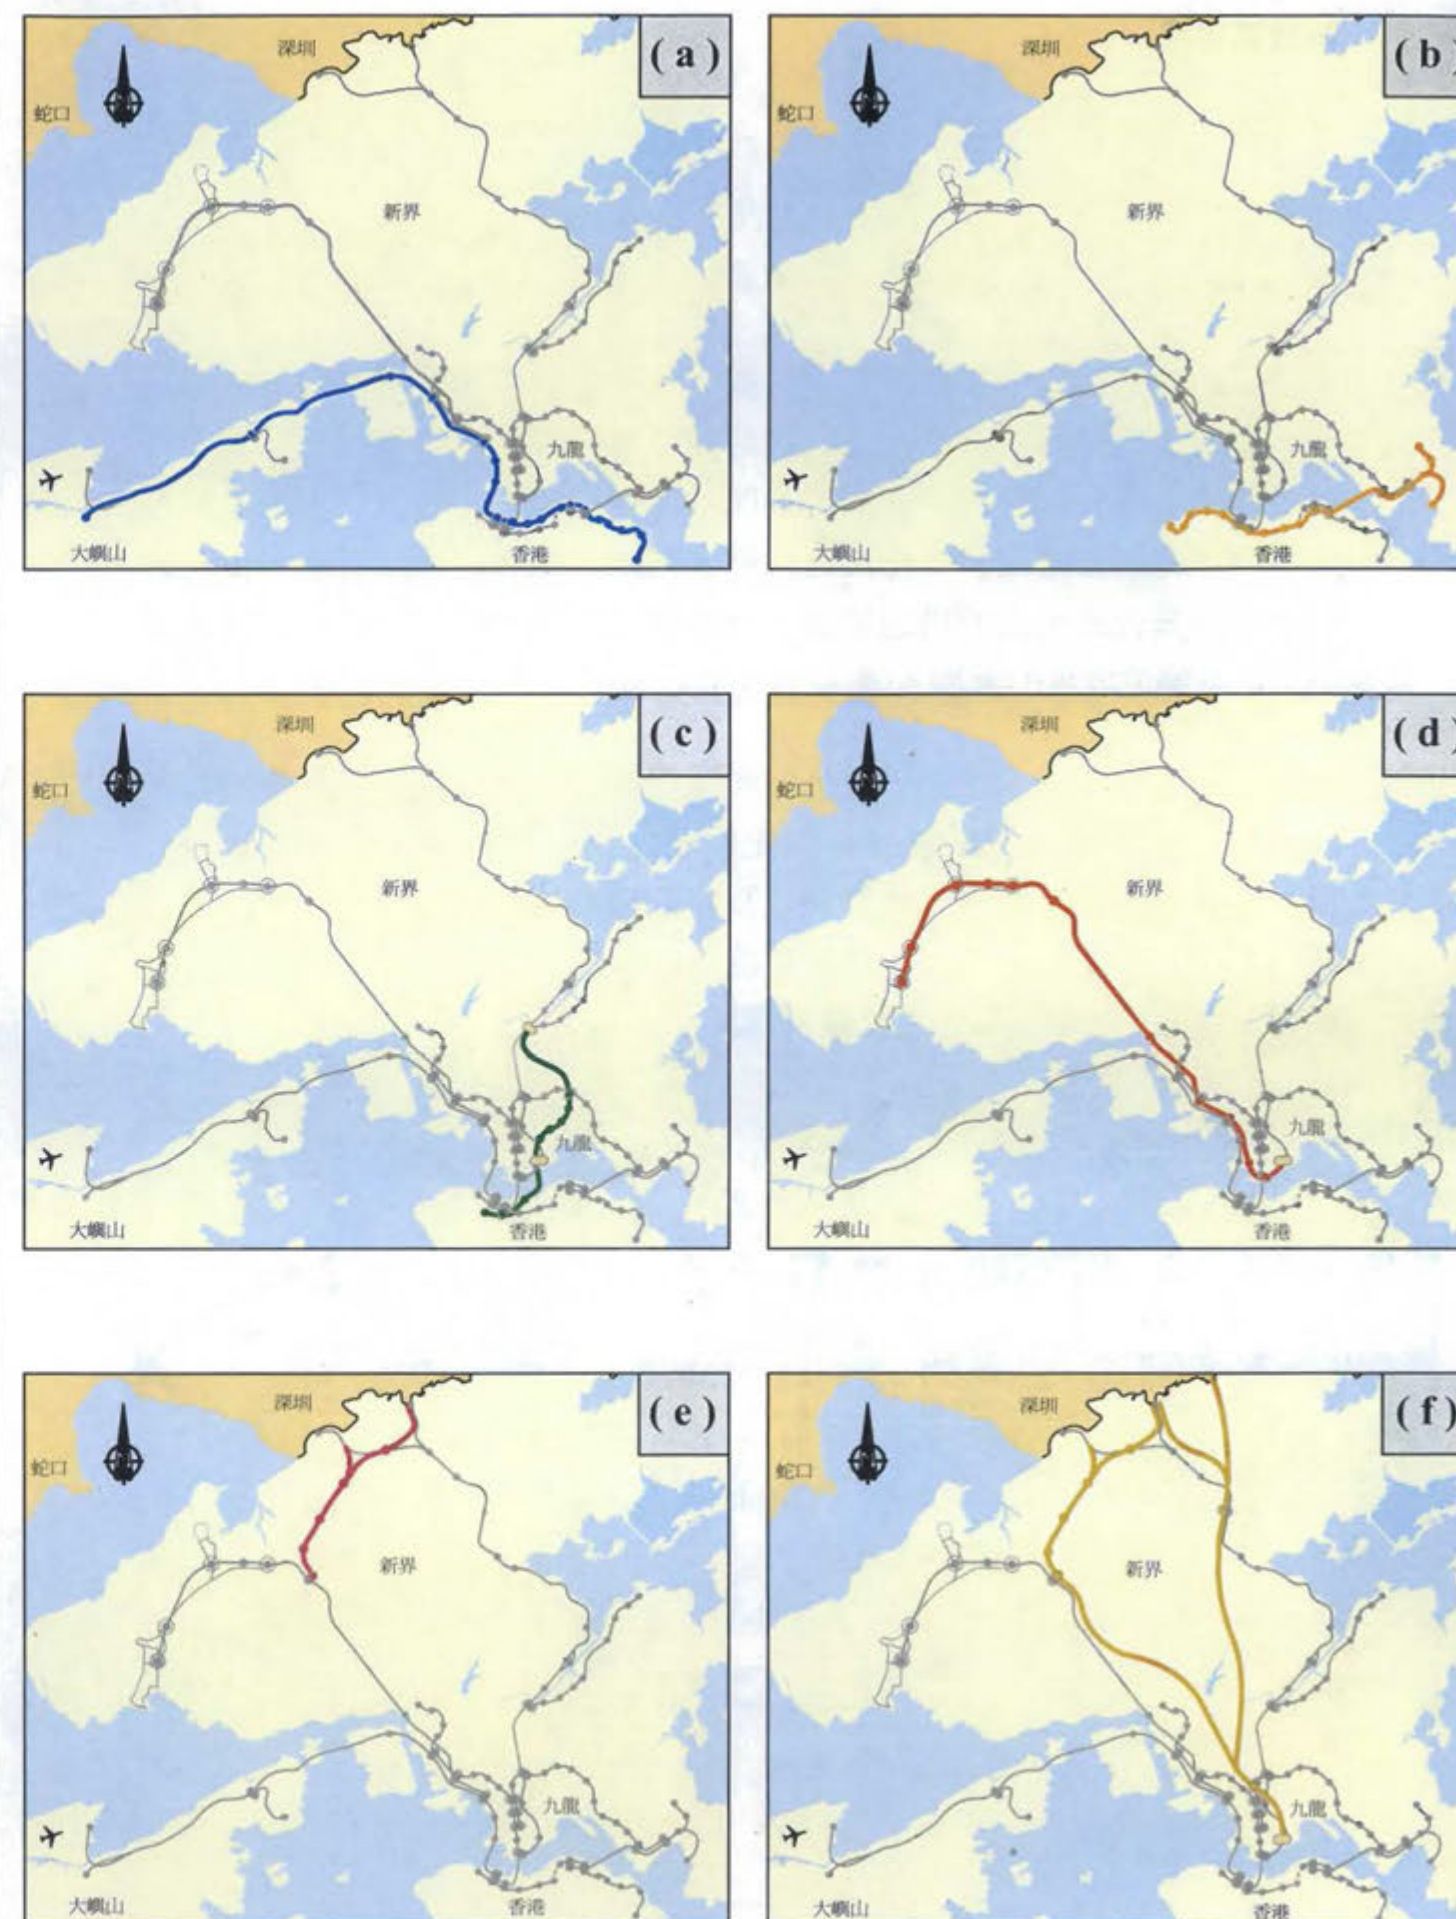 深圳
(a)
蛇口
新界
九龍
大嶼山
香港
深圳
(b)
蛇口
新界
九龍
大嶼山
香港
深圳
(c)
蛇口
新界
九龍
大嶼山
香港
深圳
(d)
蛇口
新界
九龍
大嶼山
香港
深圳
(e)
蛇口
新界
九龍
大嶼山
香港
深圳
(f)
蛇口
新界
九龍
大嶼山
香港